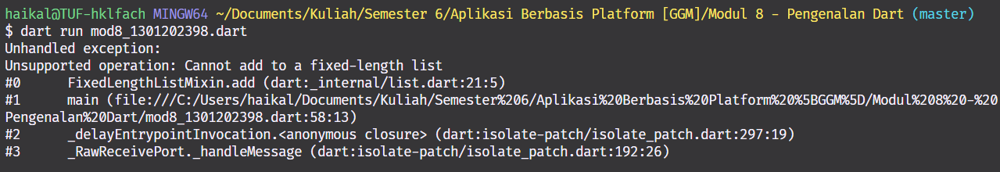 haikal@TUF-hklfach MINGW64 ~/Documents/Kuliah/Semester 6/Aplikasi Berbasis Platform [GGM]/Modul 8 - Pengenalan Dart (master)
$ dart run mod8_1301202398.dart
Unhandled exception:
Unsupported operation: Cannot add to a fixed-length list
#0      FixedLengthListMixin.add (dart:_internal/list.dart:21:5)
#1      main (file:///C:/Users/haikal/Documents/Kuliah/Semester%206/Aplikasi%20Berbasis%20Platform%20%5BGGM%5D/Modul%208%20-%20
Pengenalan%20Dart/mod8_1301202398.dart:58:13)
#2      _delayEntrypointInvocation.<anonymous closure> (dart:isolate-patch/isolate_patch.dart:297:19)
#3      _RawReceivePort._handleMessage (dart:isolate-patch/isolate_patch.dart:192:26)